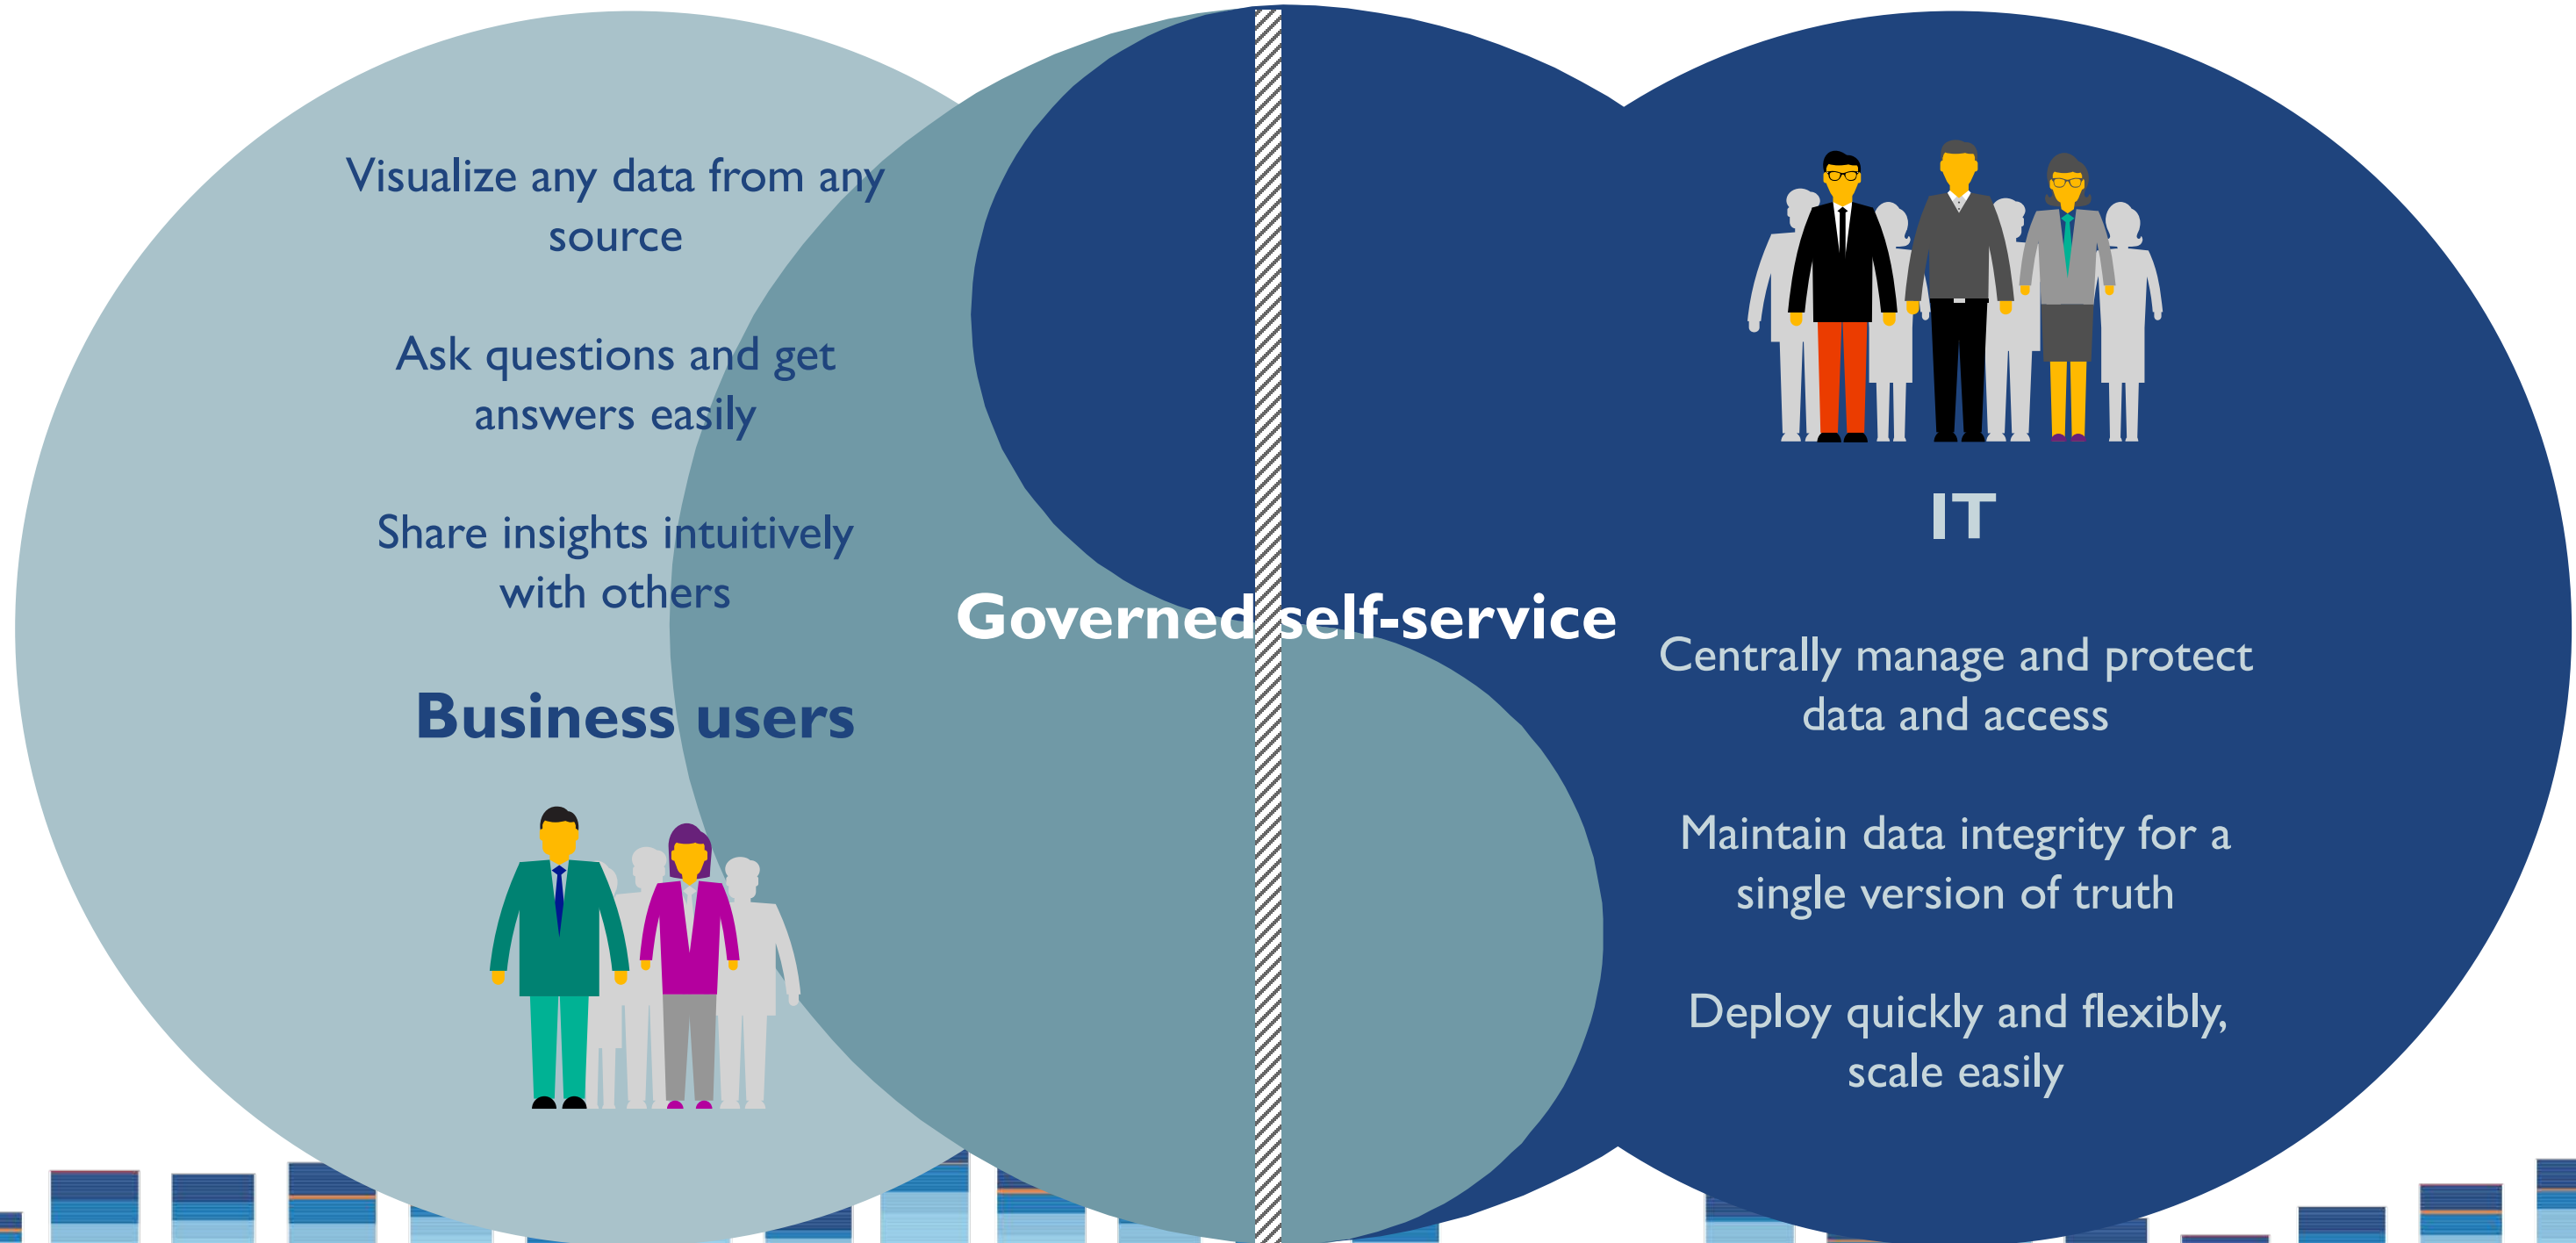 Visualize any data from any
source
Ask questions and get
answers easily
Share insights intuitively
with others
Business users
Governed self-service
IT
Centrally manage and protect
data and access
Maintain data integrity for a
single version of truth
Deploy quickly and flexibly,
scale easily